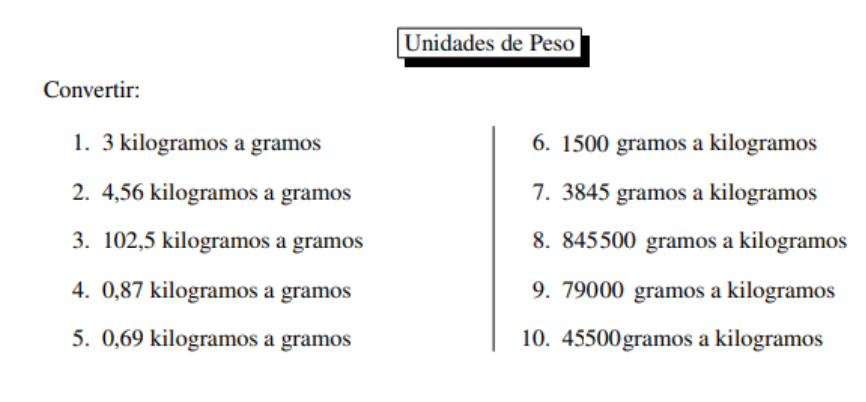 Unidades de Peso
Convertir:
1. 3 kilogramos a gramos
2. 4,56 kilogramos a gramos
3. 102,5 kilogramos a gramos
4. 0,87 kilogramos a gramos
5. 0,69 kilogramos a gramos
6. 1500 gramos a kilogramos
7. 3845 gramos a kilogramos
8. 845500 gramos a kilogramos
9. 79000 gramos a kilogramos
10. 45500gramos a kilogramos